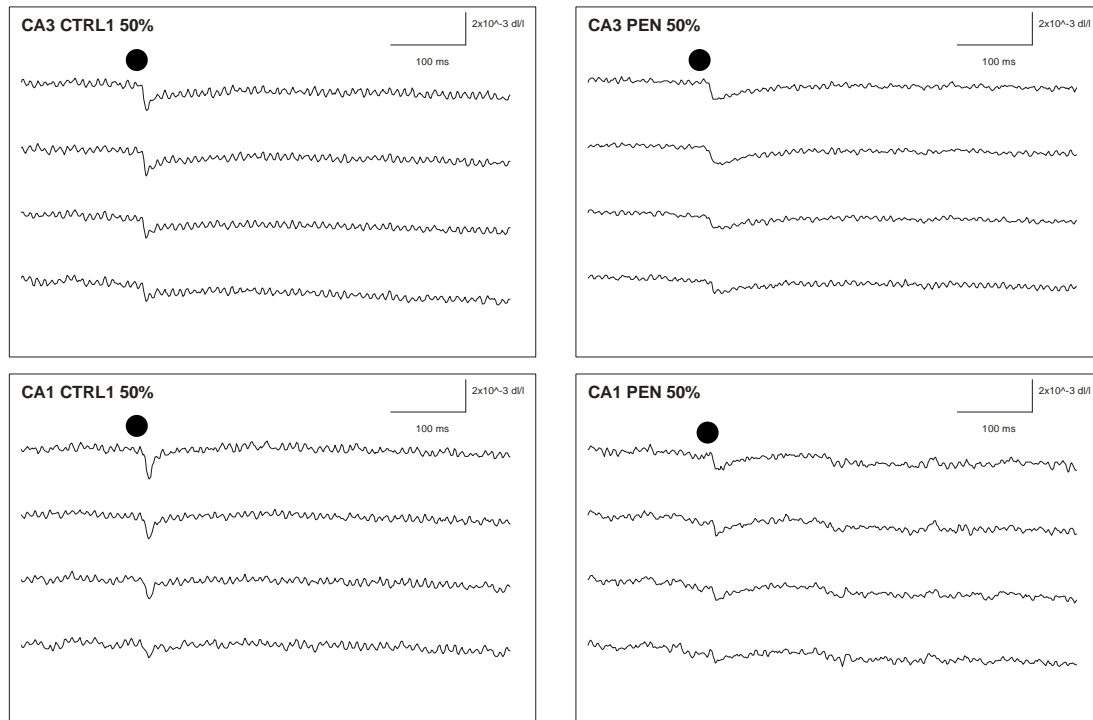 CA3 CTRL1 50%
2x10^-3 dl/l
100 ms
CA3 PEN 50%
2x10^-3 dl/l
100 ms
CA1 CTRL1 50%
2x10^-3 dl/l
100 ms
CA1 PEN 50%
2x10^-3 dl/l
100 ms